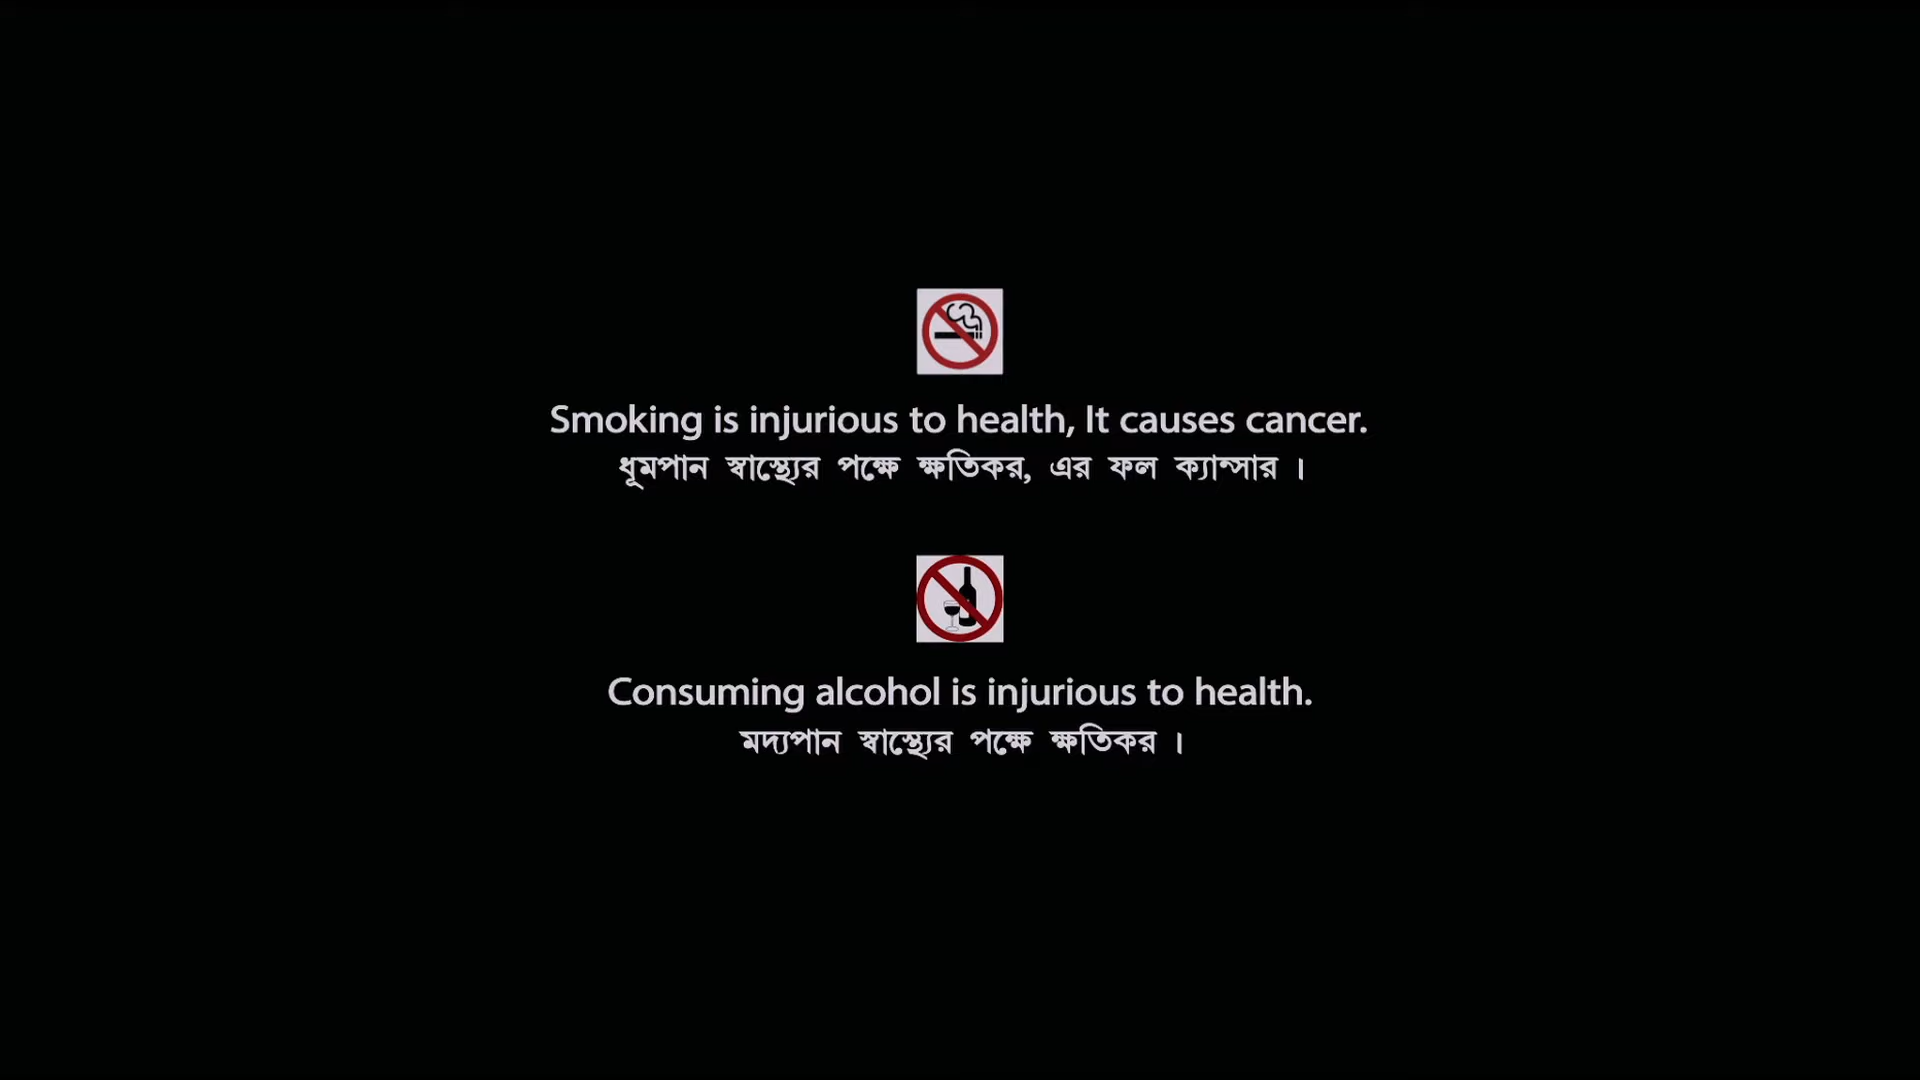 Smoking is injurious to health, It causes cancer.
ধূমপান স্বাস্থ্যের পক্ষে ক্ষতিকর, এর ফল ক্যান্সার ।
Consuming alcohol is injurious to health.
মদ্যপান স্বাস্থ্যের পক্ষে ক্ষতিকর ।